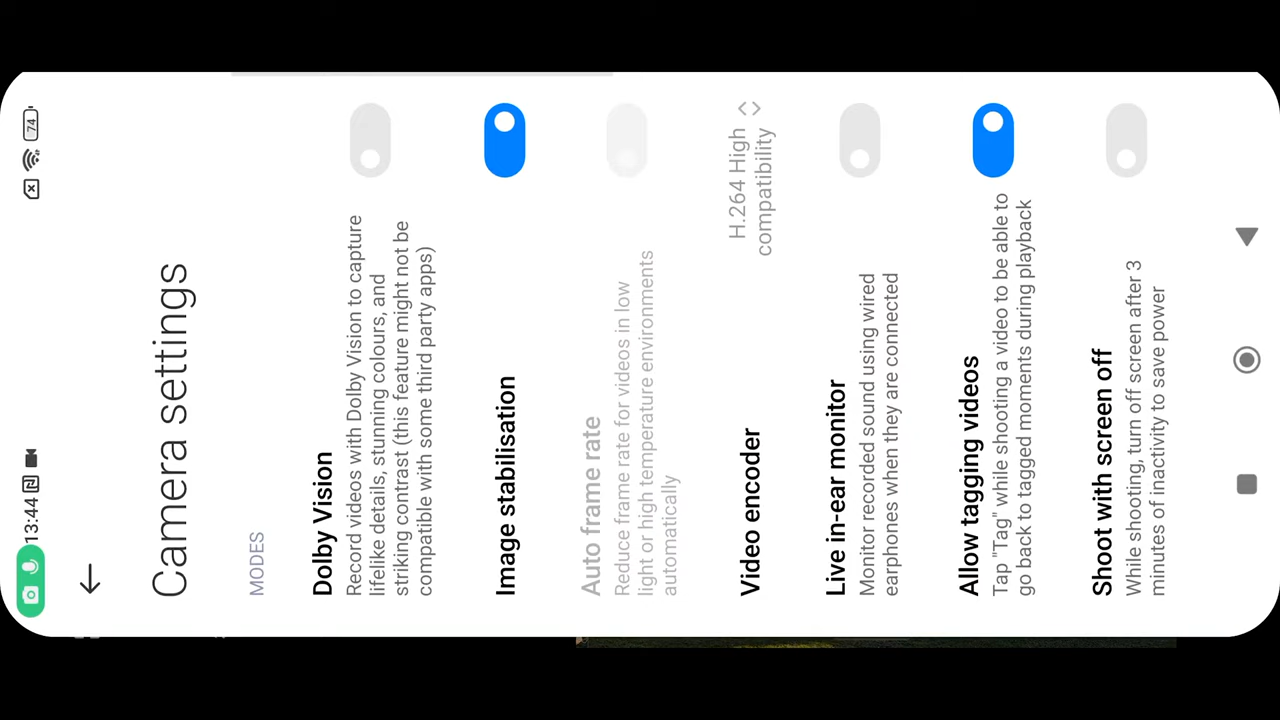 13:44
74
Camera settings
MODES
Dolby Vision
Record videos with Dolby Vision to capture
lifelike details, stunning colours, and
striking contrast (this feature might not be
compatible with some third party apps)
Image stabilisation
Auto frame rate
Reduce frame rate for videos in low
light or high temperature environments
automatically
Video encoder
H.264 High
compatibility
Live in-ear monitor
Monitor recorded sound using wired
earphones when they are connected
Allow tagging videos
Tap "Tag" while shooting a video to be able to
go back to tagged moments during playback
Shoot with screen off
While shooting, turn off screen after 3
minutes of inactivity to save power